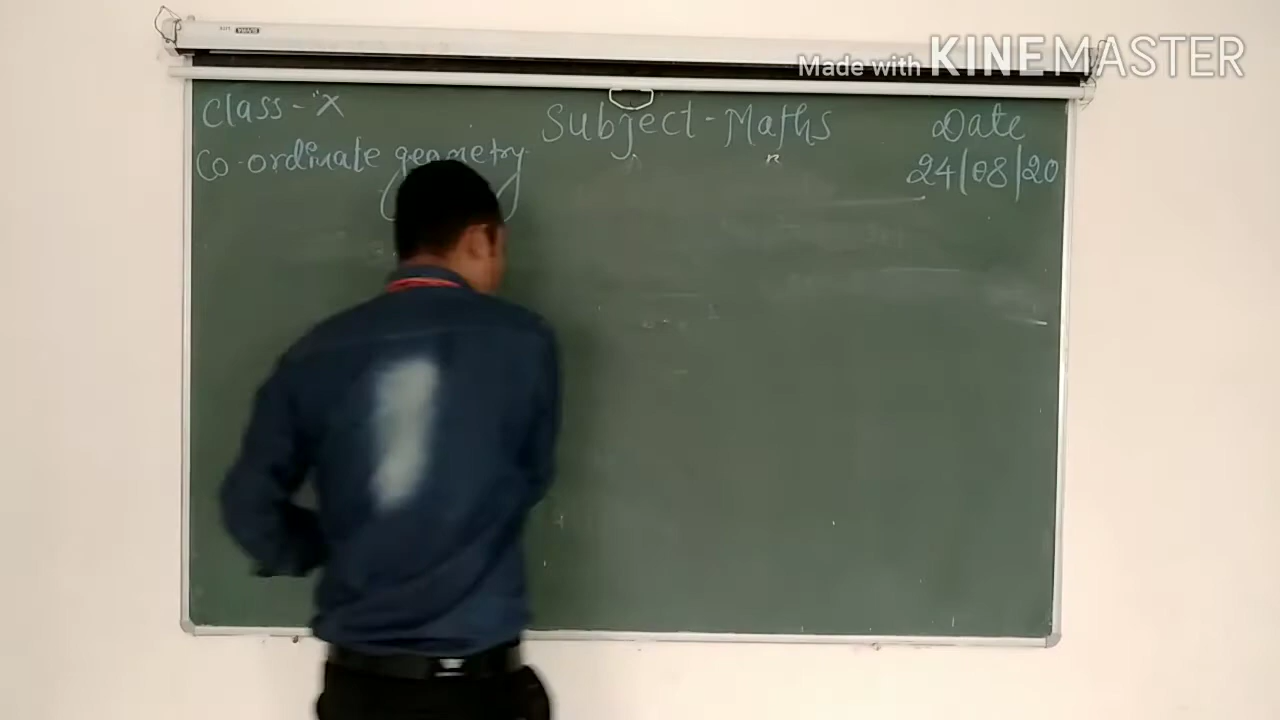 Made with KINEMASTER
Class - "X
Subject - Maths
Date
Co-ordinate geometry
24/08/20